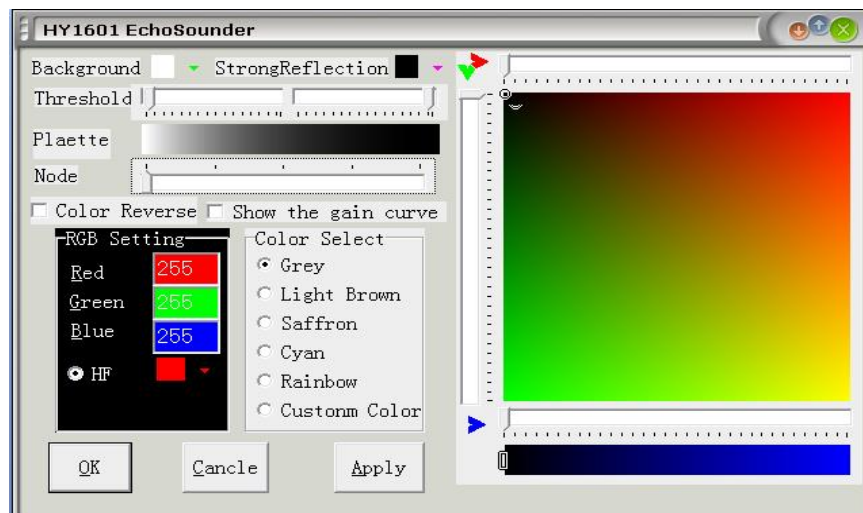 HY1601 EchoSounder
Background StrongReflection
Threshold
Plaette
Node
Color Reverse Show the gain curve
RGB Setting
Red 255
Green 255
Blue 255
HF
Color Select
Grey
Light Brown
Saffron
Cyan
Rainbow
Custonm Color
OK Cancle Apply